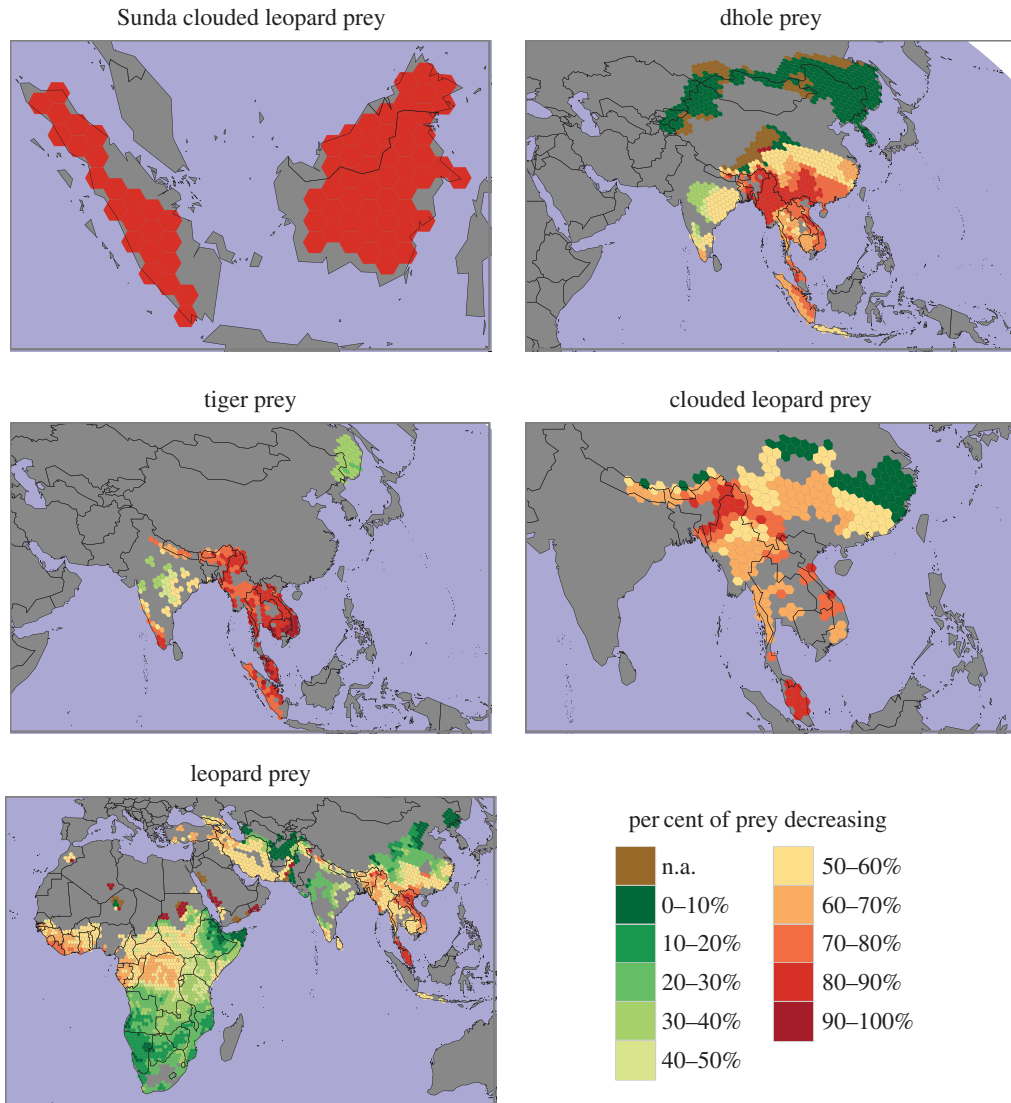 Sunda clouded leopard prey
dhole prey
tiger prey
clouded leopard prey
leopard prey
per cent of prey decreasing
n.a.
0–10%
10–20%
20–30%
30–40%
40–50%
50–60%
60–70%
70–80%
80–90%
90–100%